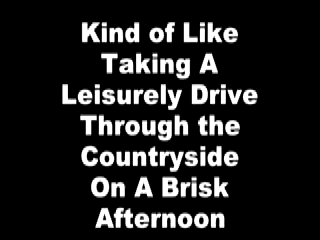 Kind of Like
Taking A
Leisurely Drive
Through the
Countryside
On A Brisk
Afternoon